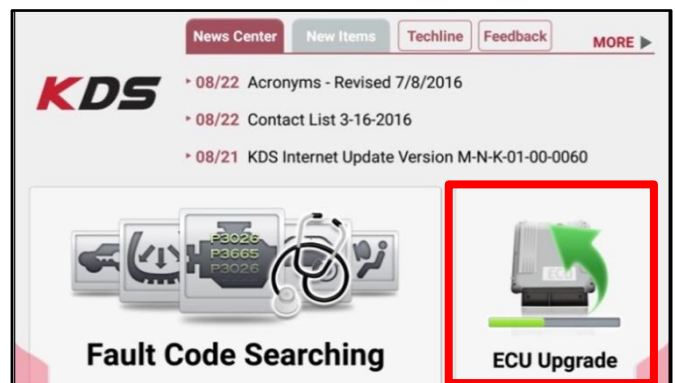 News Center New Items Techline Feedback MORE ▶
KDS
‣ 08/22 Acronyms - Revised 7/8/2016
‣ 08/22 Contact List 3-16-2016
‣ 08/21 KDS Internet Update Version M-N-K-01-00-0060
P3026
P3665
P3026
ECU
Fault Code Searching
ECU Upgrade